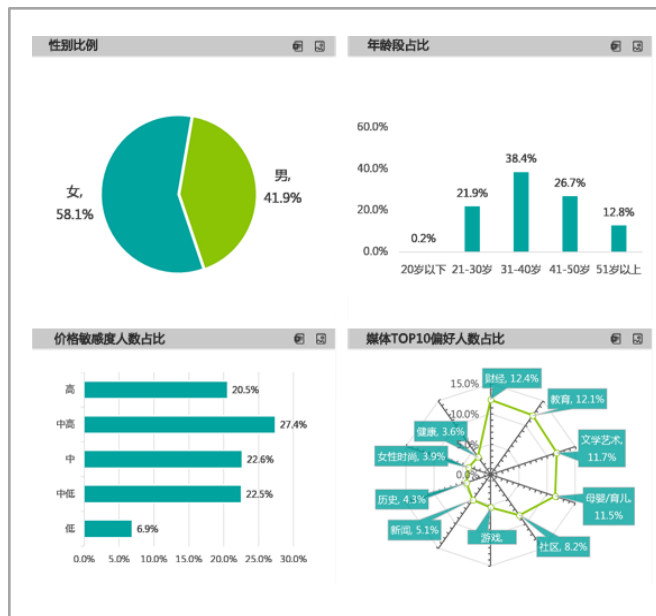 性别比例
年龄段占比
女,
58.1%
男,
41.9%
60.0%
40.0%
20.0%
0.0%
0.2%
21.9%
38.4%
26.7%
12.8%
20岁以下
21-30岁
31-40岁
41-50岁
51岁以上
价格敏感度人数占比
媒体TOP10偏好人数占比
高
20.5%
中高
27.4%
中
22.6%
中低
22.5%
低
6.9%
0.0%
5.0%
10.0%
15.0%
20.0%
25.0%
30.0%
15.0%
10.0%
财经, 12.4%
教育, 12.1%
文学艺术,
11.7%
母婴/育儿,
11.5%
社区, 8.2%
游戏,
新闻, 5.1%
历史, 4.3%
女性时尚, 3.9%
健康, 3.6%